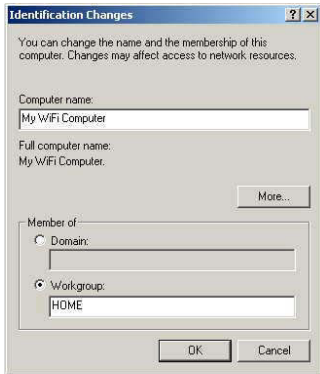 Identification Changes
You can change the name and the membership of this
computer. Changes may affect access to network resources.
Computer name:
My WiFi Computer
Full computer name:
My WiFi Computer.
More...
Member of
Domain:
Workgroup:
HOME
OK
Cancel